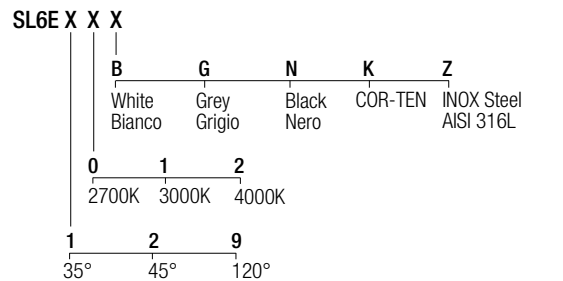 SL6E X X X
B G N K Z
White Grey Black COR-TEN INOX Steel
Bianco Grigio Nero AISI 316L
0 1 2
2700K 3000K 4000K
1 2 9
35° 45° 120°